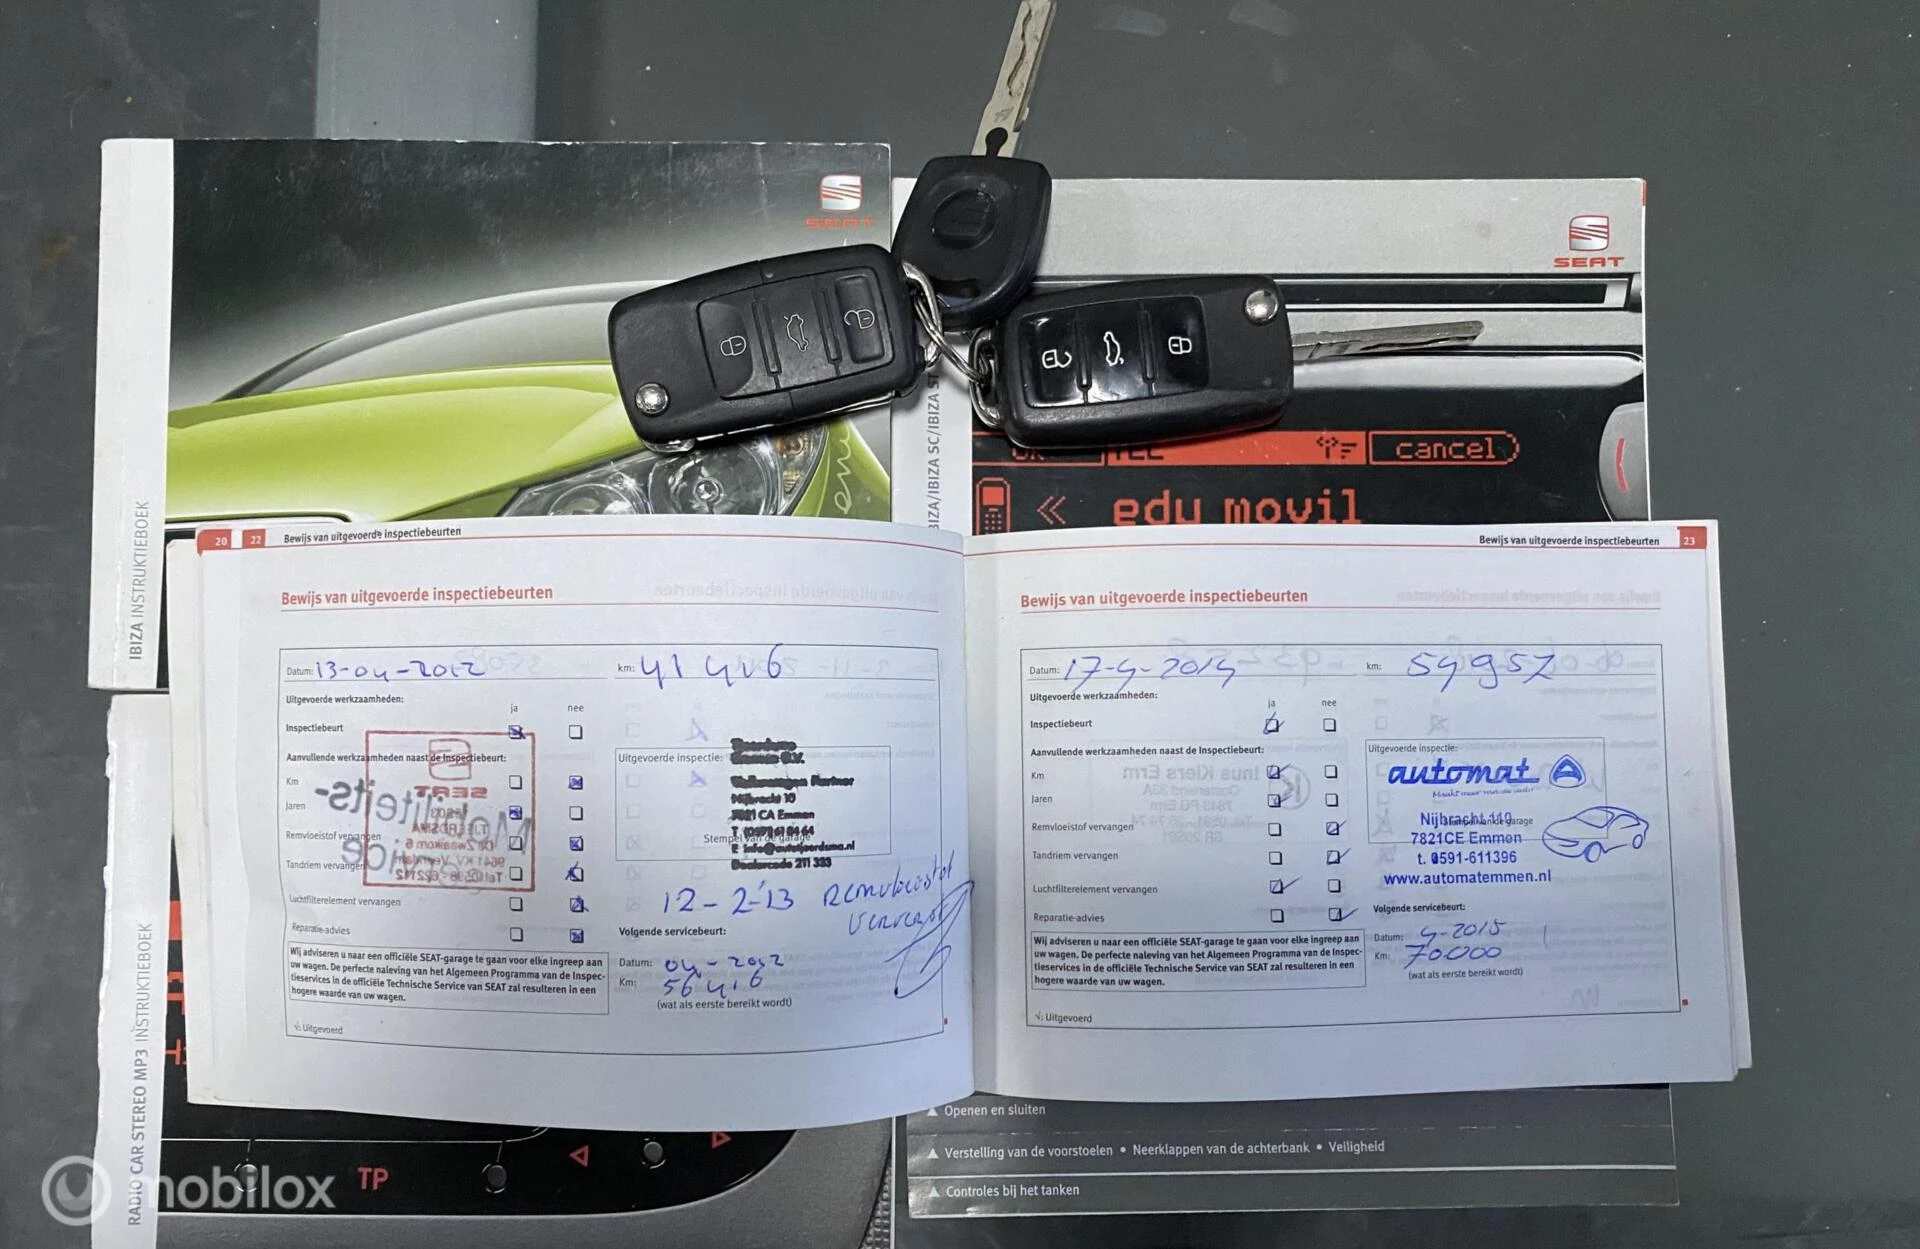 SEAT
SEAT
IBIZA INSTRUKTIEBOEK
IBIZA/IBIZA SC/IBIZA ST
TEL
cancel
edu movil
20 22 Bewijs van uitgevoerde inspectiebeurten
Bewijs van uitgevoerde inspectiebeurten
Datum: 13-04-2012 km: 41 416
Uitgevoerde werkzaamheden:
ja nee
Inspectiebeurt
Aanvullende werkzaamheden naast de Inspectiebeurt:
Km
Jaren
Remvloeistof vervangen
Tandriem vervangen
Luchtfilterelement vervangen
Reparatie-advies
Wij adviseren u naar een officiële SEAT-garage te gaan voor elke ingreep aan
uw wagen. De perfecte naleving van het Algemeen Programma van de Inspec-
tieservices in de officiële Technische Service van SEAT zal resulteren in een
hogere waarde van uw wagen.
√: Uitgevoerd
Uitgevoerde inspectie:
Volkswagen Partner
Nijbracht 10
7821 CA Emmen
Stempel van de garage
Dealercode 211 333
12-2-'13 Remvloeistof
ververst
Volgende servicebeurt:
Datum: 04-2012
Km: 56 416
(wat als eerste bereikt wordt)
Bewijs van uitgevoerde inspectiebeurten 23
Bewijs van uitgevoerde inspectiebeurten
Datum: 17-4-2014 km: 54957
Uitgevoerde werkzaamheden:
ja nee
Inspectiebeurt
Aanvullende werkzaamheden naast de Inspectiebeurt:
Km
Jaren
Remvloeistof vervangen
Tandriem vervangen
Luchtfilterelement vervangen
Reparatie-advies
Wij adviseren u naar een officiële SEAT-garage te gaan voor elke ingreep aan
uw wagen. De perfecte naleving van het Algemeen Programma van de Inspec-
tieservices in de officiële Technische Service van SEAT zal resulteren in een
hogere waarde van uw wagen.
√: Uitgevoerd
Uitgevoerde inspectie:
automat
Nijbracht 110
7821CE Emmen
t. 0591-611396
www.automatemmen.nl
Volgende servicebeurt:
Datum: 4-2015
Km: 70.000
(wat als eerste bereikt wordt)
RADIO CAR STEREO MP3 INSTRUKTIEBOEK
TP
▲ Openen en sluiten
▲ Verstelling van de voorstoelen • Neerklappen van de achterbank • Veiligheid
▲ Controles bij het tanken
mobilox